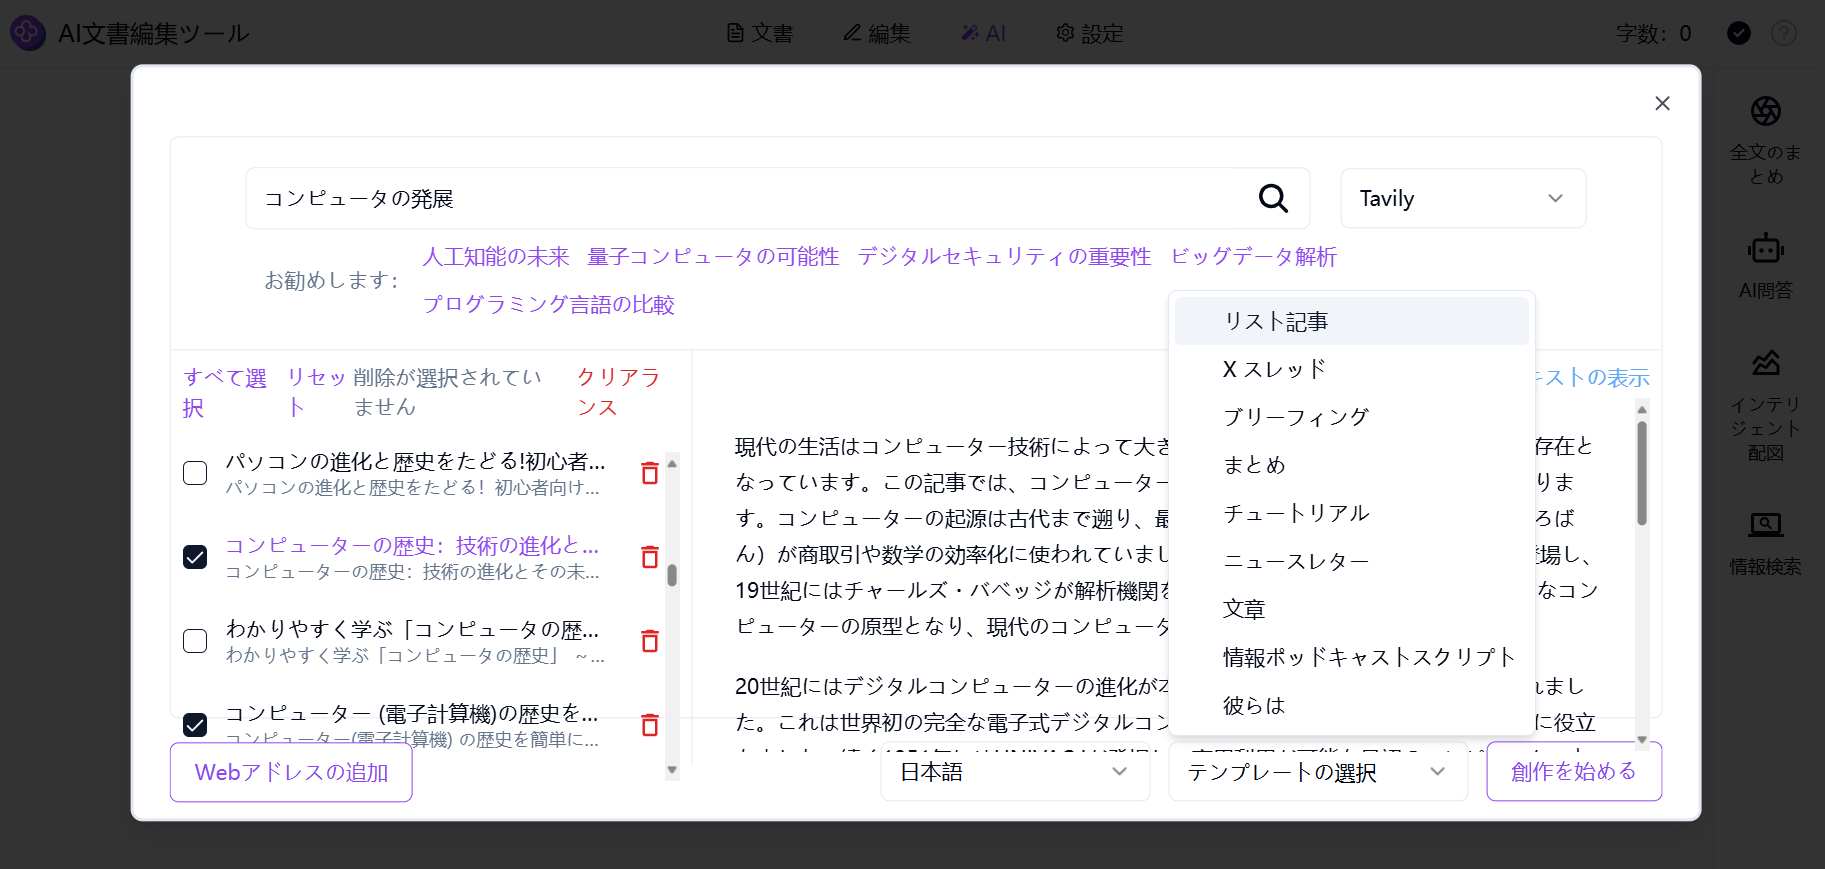 AI文書編集ツール
文書
編集
AI
設定
字数: 0
コンピュータの発展
Tavily
お勧めします:
人工知能の未来 量子コンピュータの可能性 デジタルセキュリティの重要性 ビッグデータ解析
プログラミング言語の比較
すべて選
択
リセッ
ト
削除が選択されてい
ません
クリアラ
ンス
キストの表示
パソコンの進化と歴史をたどる!初心者...
パソコンの進化と歴史をたどる! 初心者向け...
コンピューターの歴史: 技術の進化と...
コンピューターの歴史: 技術の進化とその未...
わかりやすく学ぶ「コンピュータの歴...
わかりやすく学ぶ「コンピュータの歴史」 ~...
コンピューター (電子計算機)の歴史を...
コンピューター(電子計算機) の歴史を簡単に...
Webアドレスの追加
現代の生活はコンピューター技術によって大き 存在と
なっています。この記事では、コンピューター りま
す。コンピューターの起源は古代まで遡り、最 ろば
ん）が商取引や数学の効率化に使われていまし 登場し、
19世紀にはチャールズ・バベッジが解析機関を なコン
ピューターの原型となり、現代のコンピュータ
20世紀にはデジタルコンピューターの進化が本 れまし
た。これは世界初の完全な電子式デジタルコン に役立
リスト記事
X スレッド
ブリーフィング
まとめ
チュートリアル
ニュースレター
文章
情報ポッドキャストスクリプト
彼らは
日本語
テンプレートの選択
創作を始める
全文のま
とめ
AI問答
インテリ
ジェント
配図
情報検索